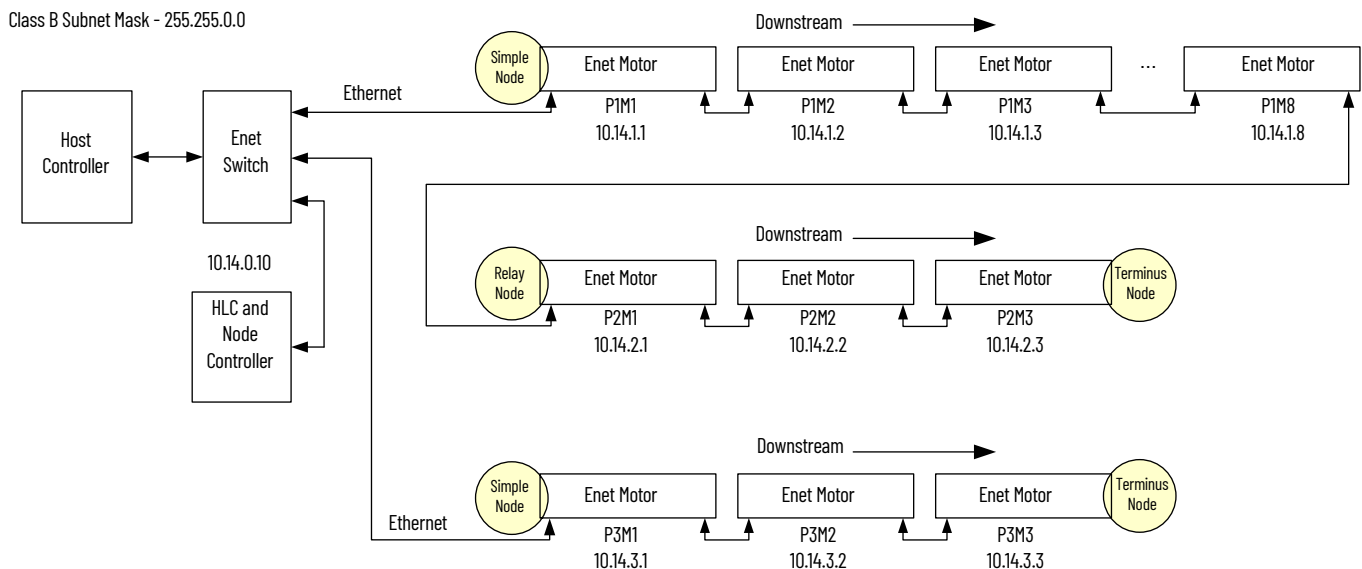 Class B Subnet Mask - 255.255.0.0
Downstream
Simple
Node
Enet Motor
Enet Motor
Enet Motor
...
Enet Motor
Ethernet
P1M1
P1M2
P1M3
P1M8
10.14.1.1
10.14.1.2
10.14.1.3
10.14.1.8
Host
Controller
Enet
Switch
Downstream
10.14.0.10
Relay
Node
Enet Motor
Enet Motor
Enet Motor
Terminus
Node
HLC and
Node
Controller
P2M1
P2M2
P2M3
10.14.2.1
10.14.2.2
10.14.2.3
Downstream
Simple
Node
Enet Motor
Enet Motor
Enet Motor
Terminus
Node
Ethernet
P3M1
P3M2
P3M3
10.14.3.1
10.14.3.2
10.14.3.3